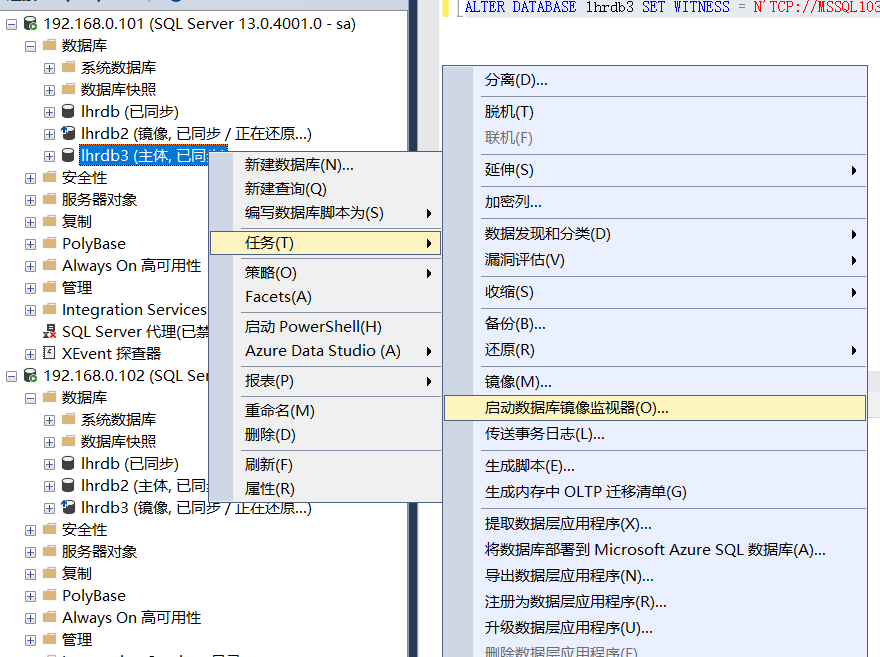 ALTER DATABASE lhrdb3 SET WITNESS = N'TCP://MSSQL103
192.168.0.101 (SQL Server 13.0.4001.0 - sa)
数据库
系统数据库
数据库快照
lhrdb (已同步)
lhrdb2 (镜像, 已同步 / 正在还原...)
lhrdb3 (主体, 已同步)
安全性
服务器对象
复制
PolyBase
Always On 高可用性
管理
Integration Services
SQL Server 代理(已禁
XEvent 探查器
192.168.0.102 (SQL Ser
数据库
系统数据库
数据库快照
lhrdb (已同步)
lhrdb2 (主体, 已同
lhrdb3 (镜像, 已同步 / 正在还原...)
安全性
服务器对象
复制
PolyBase
Always On 高可用性
管理
新建数据库(N)...
新建查询(Q)
编写数据库脚本为(S)
任务(T)
策略(O)
Facets(A)
启动 PowerShell(H)
Azure Data Studio (A)
报表(P)
重命名(M)
删除(D)
刷新(F)
属性(R)
分离(D)...
脱机(T)
联机(F)
延伸(S)
加密列...
数据发现和分类(D)
漏洞评估(V)
收缩(S)
备份(B)...
还原(R)
镜像(M)...
启动数据库镜像监视器(O)...
传送事务日志(L)...
生成脚本(E)...
生成内存中 OLTP 迁移清单(G)
提取数据层应用程序(X)...
将数据库部署到 Microsoft Azure SQL 数据库(A)...
导出数据层应用程序(N)...
注册为数据层应用程序(R)...
升级数据层应用程序(U)...
删除数据层应用程序(E)